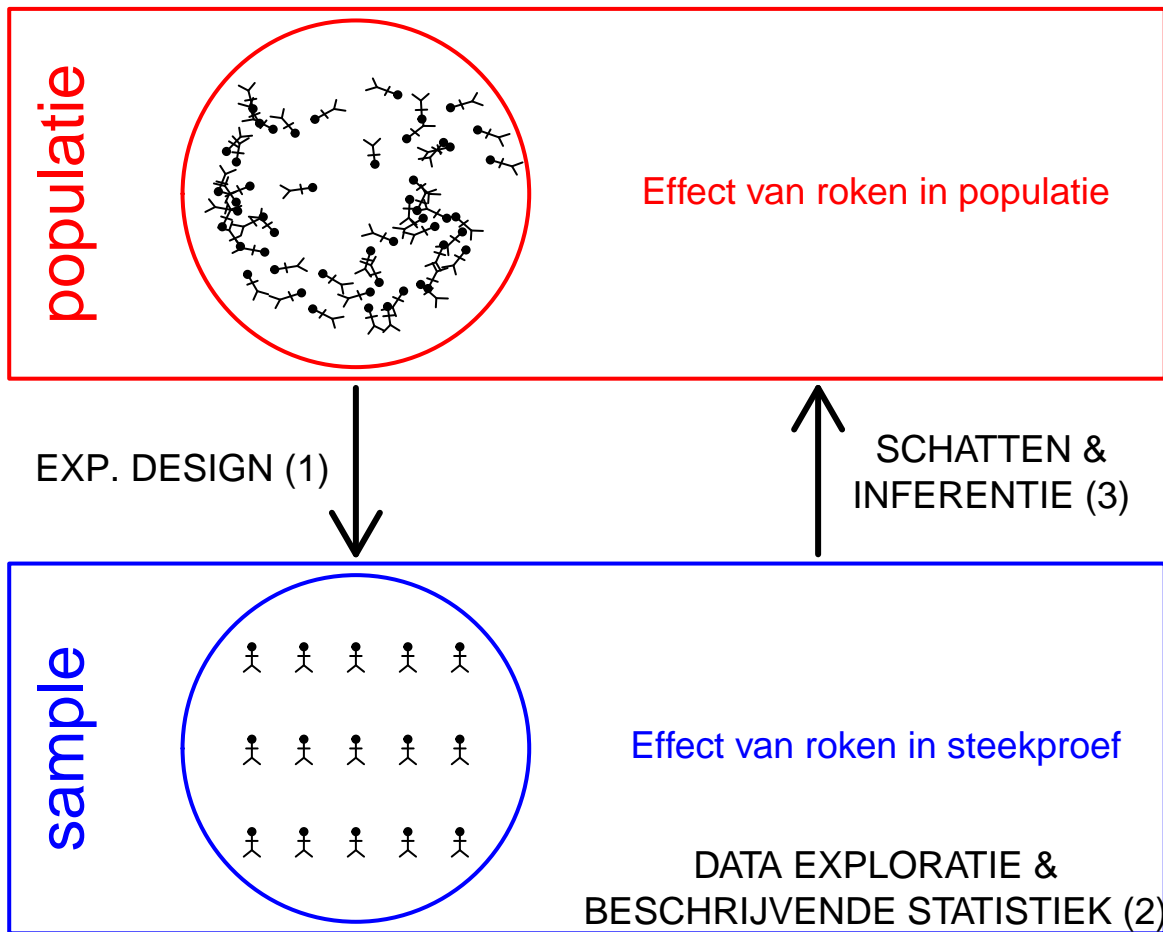 populatie
Effect van roken in populatie
EXP. DESIGN (1)
SCHATTEN &
INFERENTIE (3)
sample
Effect van roken in steekproef
DATA EXPLORATIE &
BESCHRIJVENDE STATISTIEK (2)